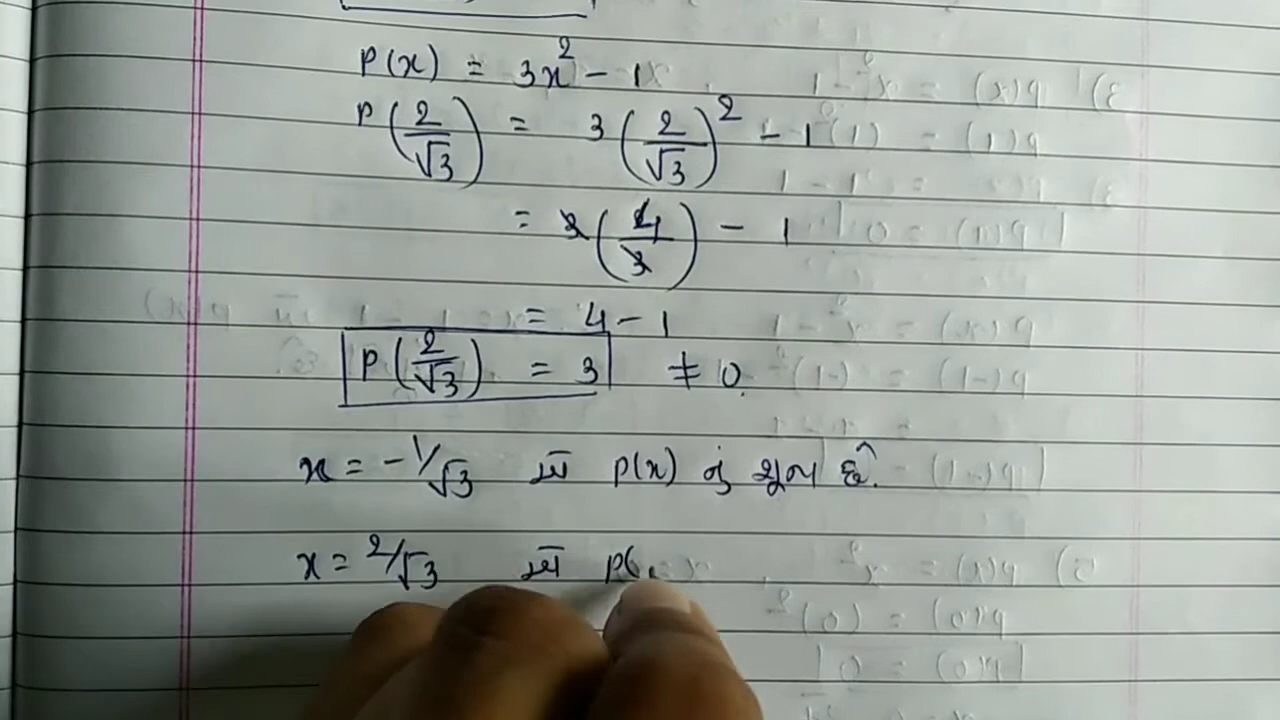 P(x) = 3x² - 1
P(2/√3) = 3(2/√3)² - 1
= 3(4/3) - 1
= 4 - 1
P(2/√3) = 3 ≠ 0
x = -1/√3 એ P(x) નું શૂન્ય છે.
x = 2/√3 એ P(